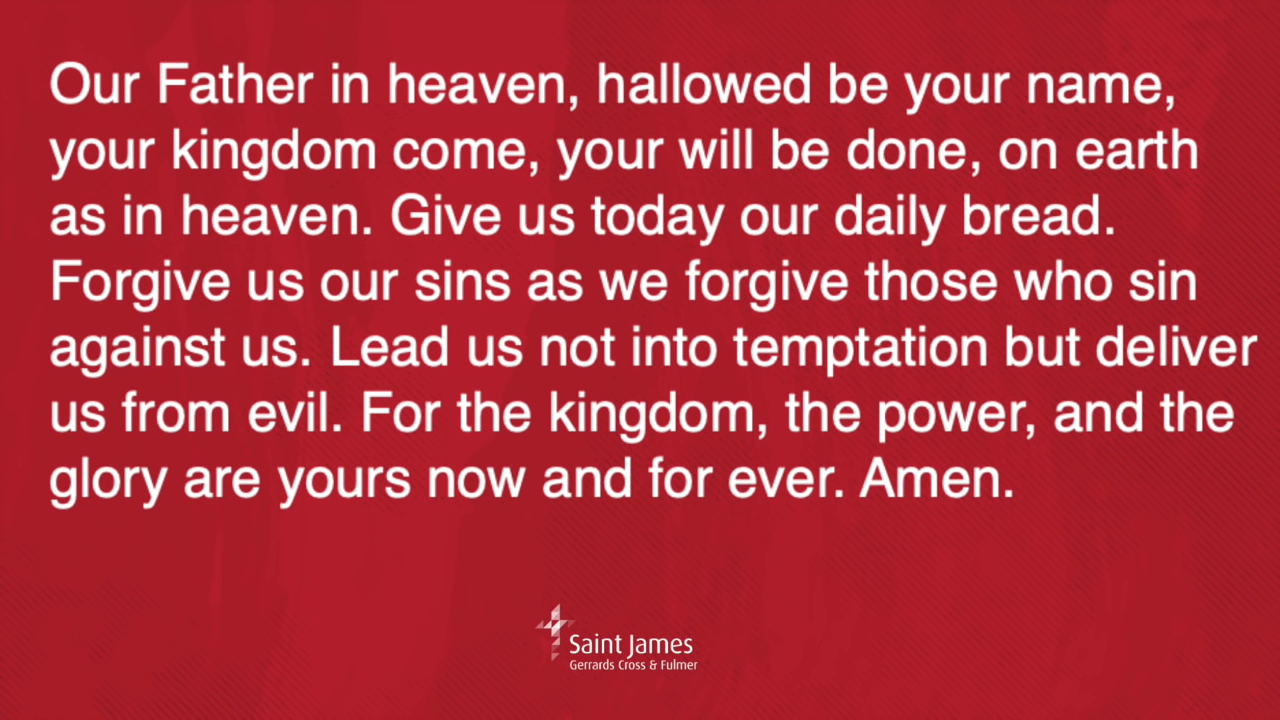 Our Father in heaven, hallowed be your name,
your kingdom come, your will be done, on earth
as in heaven. Give us today our daily bread.
Forgive us our sins as we forgive those who sin
against us. Lead us not into temptation but deliver
us from evil. For the kingdom, the power, and the
glory are yours now and for ever. Amen.
Saint James
Gerrards Cross & Fulmer